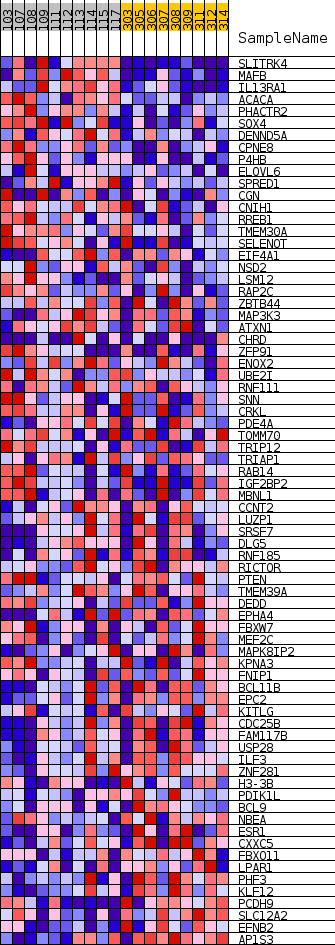 103 107 108 109 111 112 113 114 115 117 303 305 306 307 308 309 311 312 314
SampleName
SLITRK4
MAFB
IL13RA1
ACACA
PHACTR2
SOX4
DENND5A
CPNE8
P4HB
ELOVL6
SPRED1
CGN
CNIH1
RREB1
TMEM30A
SELENOT
EIF4A1
NSD2
LSM12
RAP2C
ZBTB44
MAP3K3
ATXN1
CHRD
ZFP91
ENOX2
UBE2I
RNF111
SNN
CRKL
PDE4A
TOMM70
TRIP12
TRIAP1
RAB14
IGF2BP2
MBNL1
CCNT2
LUZP1
SRSF7
DLG5
RNF185
RICTOR
PTEN
TMEM39A
DEDD
EPHA4
FBXW7
MEF2C
MAPK8IP2
KPNA3
FNIP1
BCL11B
EPC2
KITLG
CDC25B
FAM117B
USP28
ILF3
ZNF281
H3-3B
PDIK1L
BCL9
NBEA
ESR1
CXXC5
FBXO11
LPAR1
PHF3
KLF12
PCDH9
SLC12A2
EFNB2
AP1S3